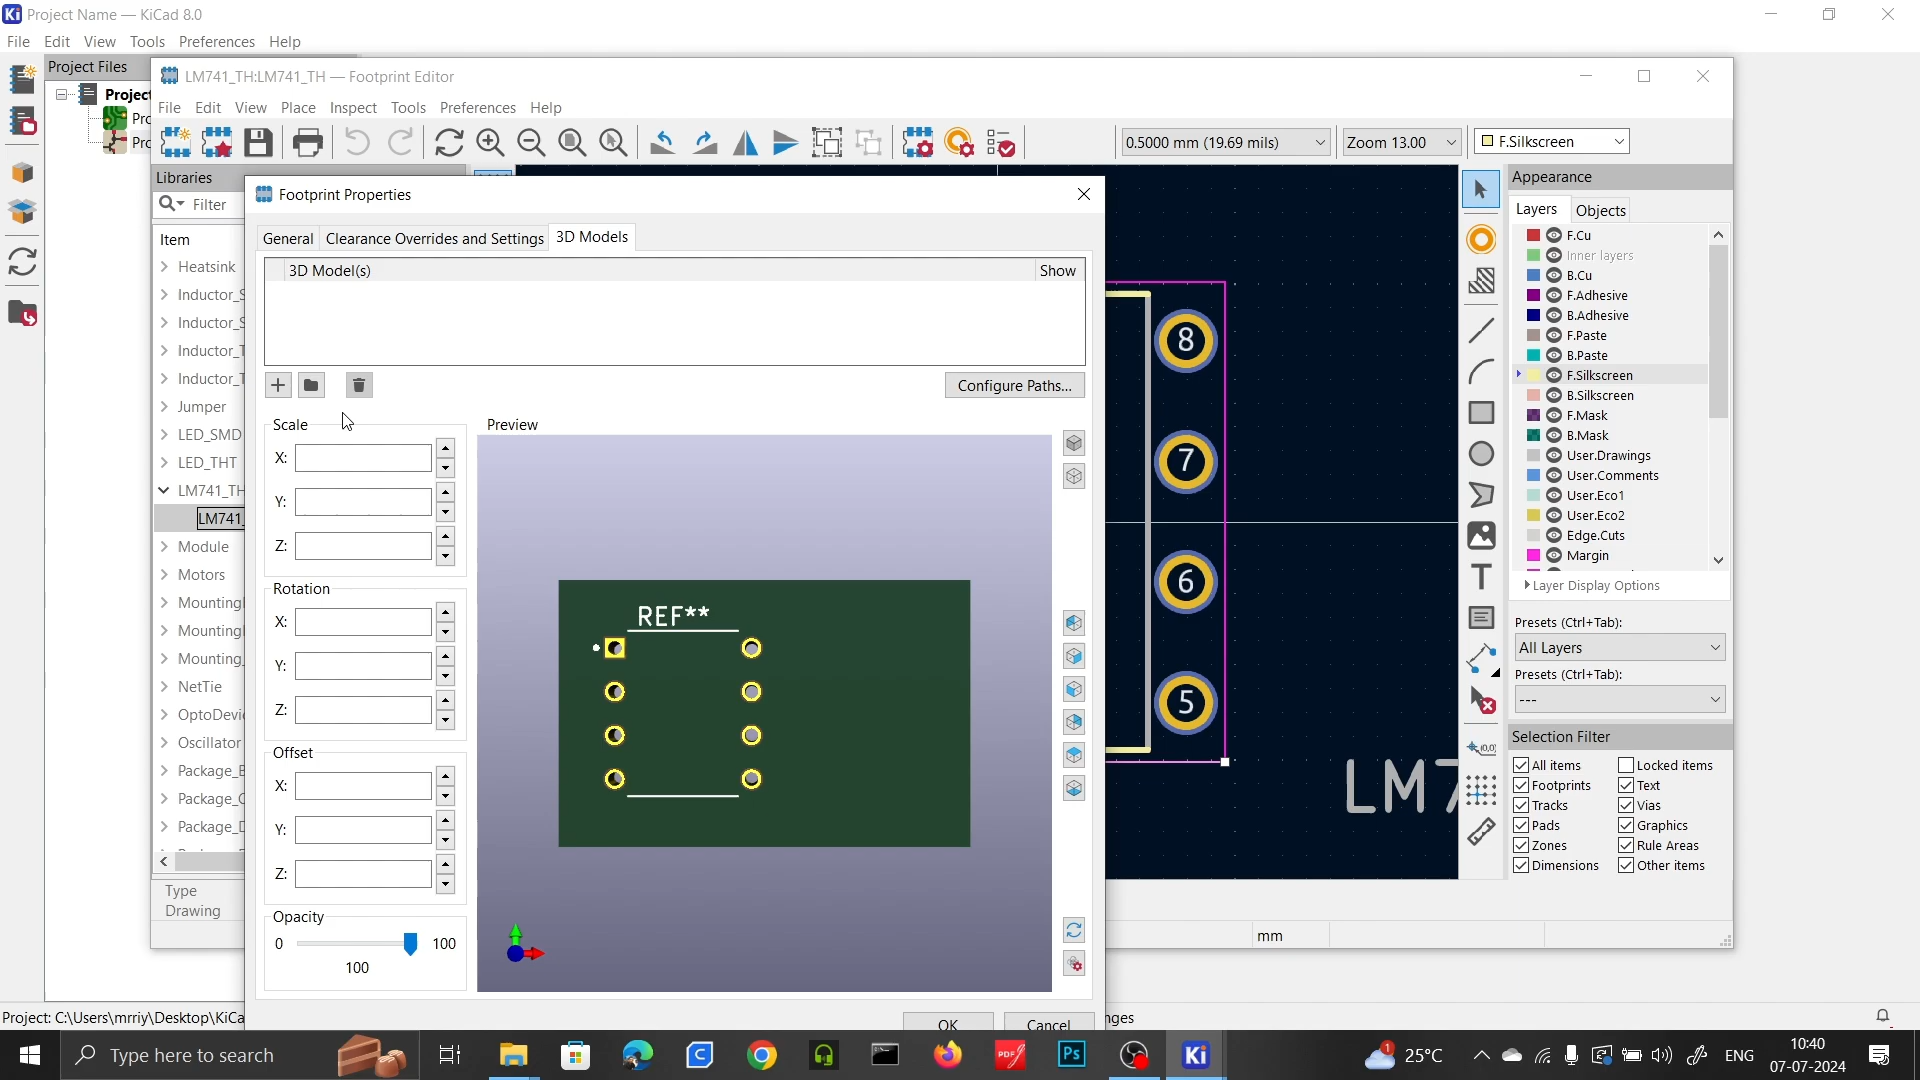 Project Name — KiCad 8.0
File Edit View Tools Preferences Help
Project Files
LM741_TH:LM741_TH — Footprint Editor
File Edit View Place Inspect Tools Preferences Help
0.5000 mm (19.69 mils)
Zoom 13.00
F.Silkscreen
Libraries
Filter
Item
Heatsink
Inductor_S
Inductor_S
Inductor_T
Inductor_T
Jumper
LED_SMD
LED_THT
LM741_TH
LM741_
Module
Motors
Mounting
Mounting
Mounting
NetTie
OptoDevi
Oscillator
Package_B
Package_C
Package_D
Type
Drawing
Footprint Properties
General Clearance Overrides and Settings 3D Models
3D Model(s) Show
Configure Paths...
Scale
X:
Y:
Z:
Rotation
X:
Y:
Z:
Offset
X:
Y:
Z:
Opacity
0 100
100
Preview
REF**
OK Cancel
8
7
6
5
LM7
mm
Appearance
Layers Objects
F.Cu
Inner layers
B.Cu
F.Adhesive
B.Adhesive
F.Paste
B.Paste
F.Silkscreen
B.Silkscreen
F.Mask
B.Mask
User.Drawings
User.Comments
User.Eco1
User.Eco2
Edge.Cuts
Margin
Layer Display Options
Presets (Ctrl+Tab):
All Layers
Presets (Ctrl+Tab):
---
Selection Filter
All items Locked items
Footprints Text
Tracks Vias
Pads Graphics
Zones Rule Areas
Dimensions Other items
Project: C:\Users\mrriy\Desktop\KiCa
nges
Type here to search
25°C
ENG
10:40
07-07-2024